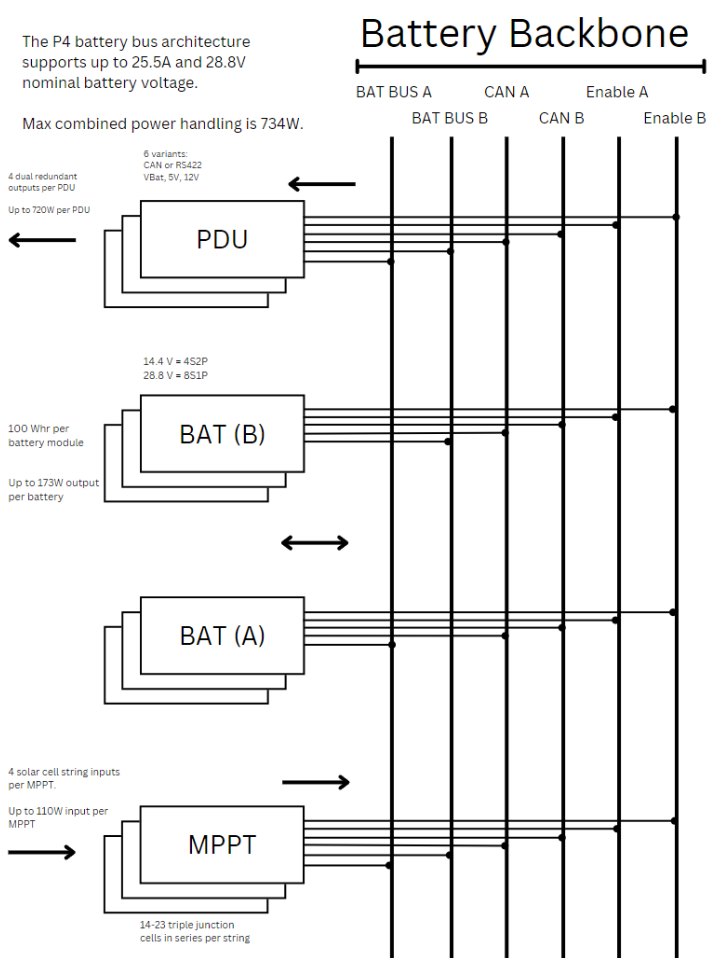 Battery Backbone
The P4 battery bus architecture
supports up to 25.5A and 28.8V
nominal battery voltage.
Max combined power handling is 734W.
BAT BUS A
CAN A
Enable A
BAT BUS B
CAN B
Enable B
6 variants:
CAN or RS422
VBat, 5V, 12V
4 dual redundant
outputs per PDU
Up to 720W per PDU
PDU
14.4 V = 4S2P
28.8 V = 8S1P
100 Whr per
battery module
BAT (B)
Up to 173W output
per battery
BAT (A)
4 solar cell string inputs
per MPPT.
Up to 110W input per
MPPT
MPPT
14-23 triple junction
cells in series per string